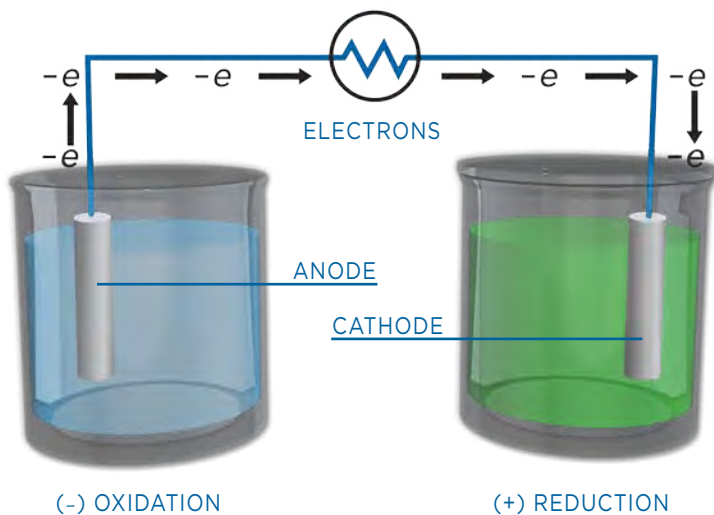 -e -e -e -e
-e -e
ELECTRONS
ANODE
CATHODE
(-) OXIDATION
(+) REDUCTION